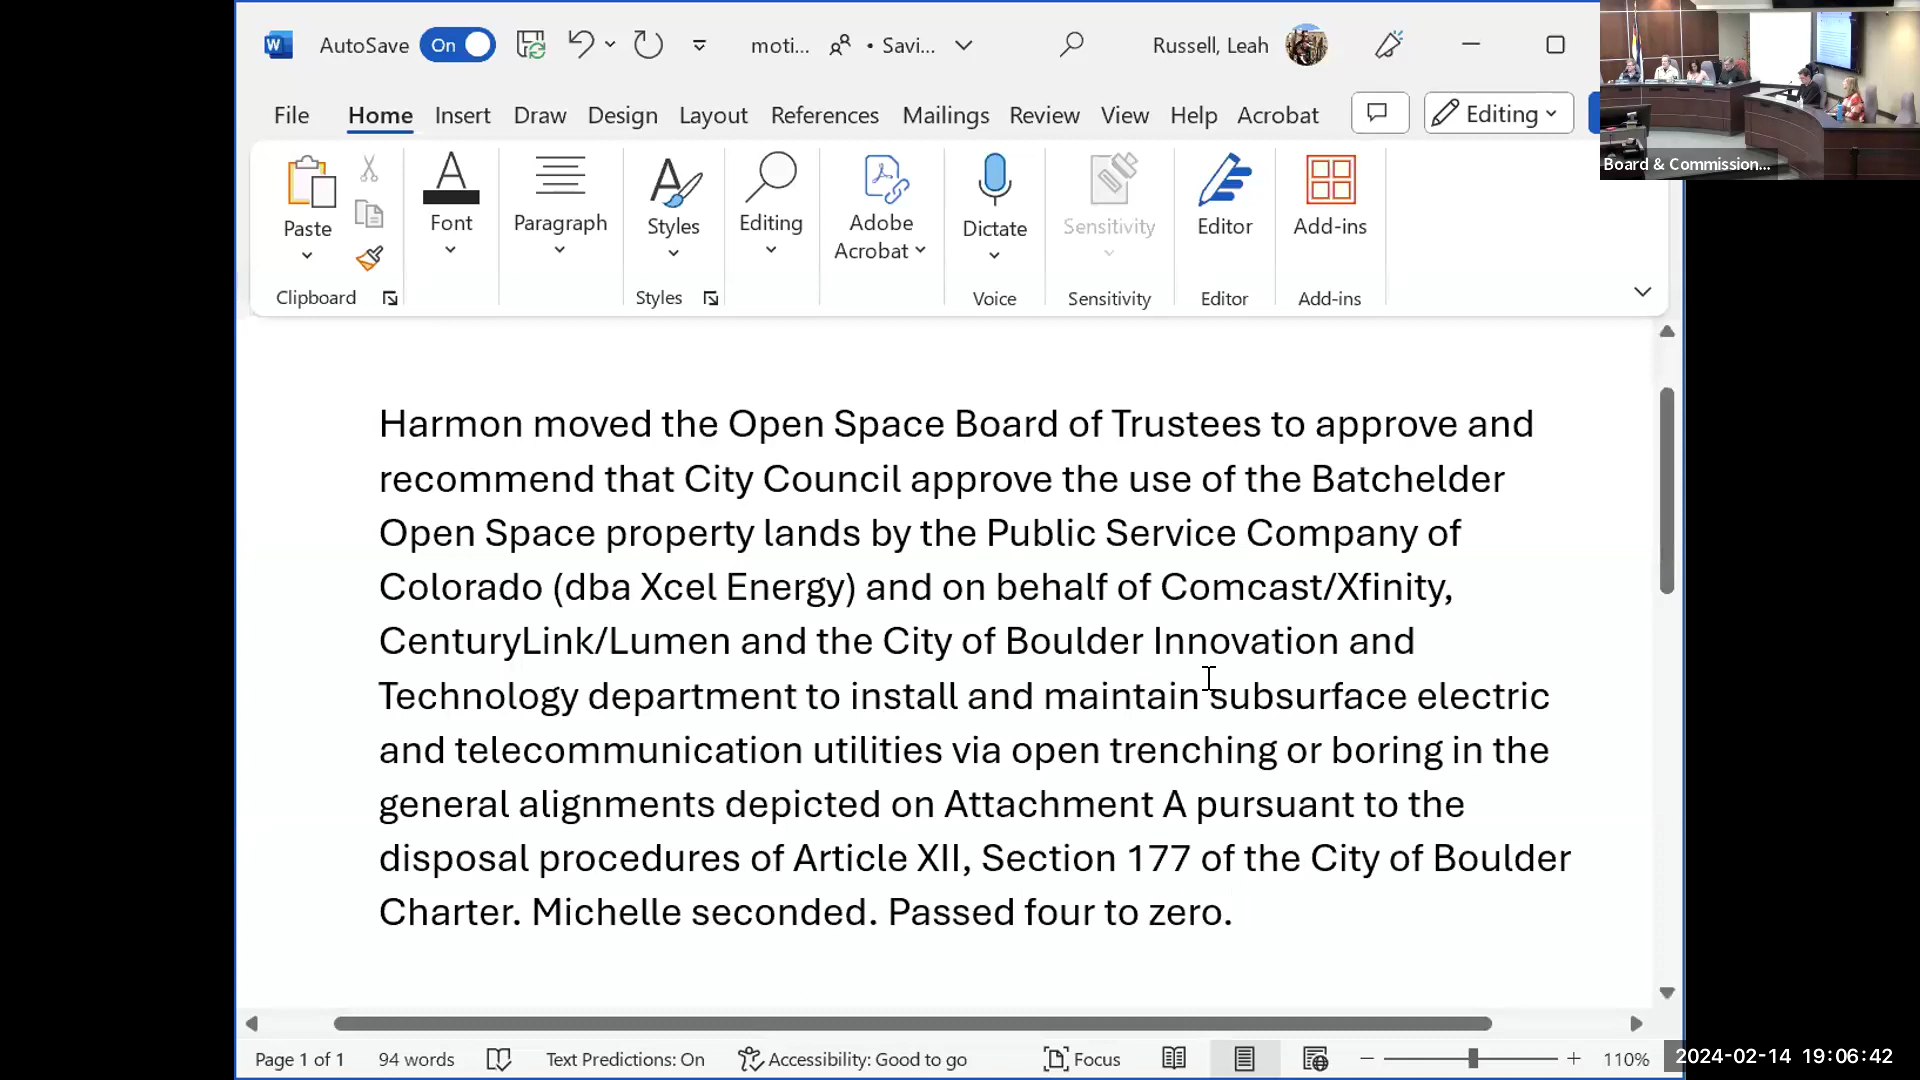 AutoSave On moti... • Savi... Russell, Leah
File Home Insert Draw Design Layout References Mailings Review View Help Acrobat Editing
Board & Commission...
Paste Font Paragraph Styles Editing Adobe Acrobat Dictate Sensitivity Editor Add-ins
Clipboard Styles Voice Sensitivity Editor Add-ins
Harmon moved the Open Space Board of Trustees to approve and
recommend that City Council approve the use of the Batchelder
Open Space property lands by the Public Service Company of
Colorado (dba Xcel Energy) and on behalf of Comcast/Xfinity,
CenturyLink/Lumen and the City of Boulder Innovation and
Technology department to install and maintain subsurface electric
and telecommunication utilities via open trenching or boring in the
general alignments depicted on Attachment A pursuant to the
disposal procedures of Article XII, Section 177 of the City of Boulder
Charter. Michelle seconded. Passed four to zero.
Page 1 of 1 94 words Text Predictions: On Accessibility: Good to go Focus 110%
2024-02-14 19:06:42